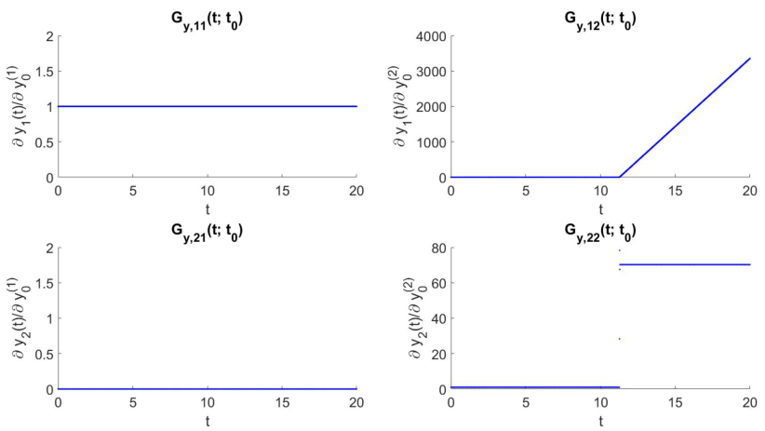 G_{y,11}(t; t_0)
∂ y_1(t)/∂ y_0^{(1)}
2
1.5
1
0.5
0
0 5 10 15 20
t
G_{y,12}(t; t_0)
∂ y_1(t)/∂ y_0^{(2)}
4000
3000
2000
1000
0
0 5 10 15 20
t
G_{y,21}(t; t_0)
∂ y_2(t)/∂ y_0^{(1)}
2
1.5
1
0.5
0
0 5 10 15 20
t
G_{y,22}(t; t_0)
∂ y_2(t)/∂ y_0^{(2)}
80
60
40
20
0
0 5 10 15 20
t